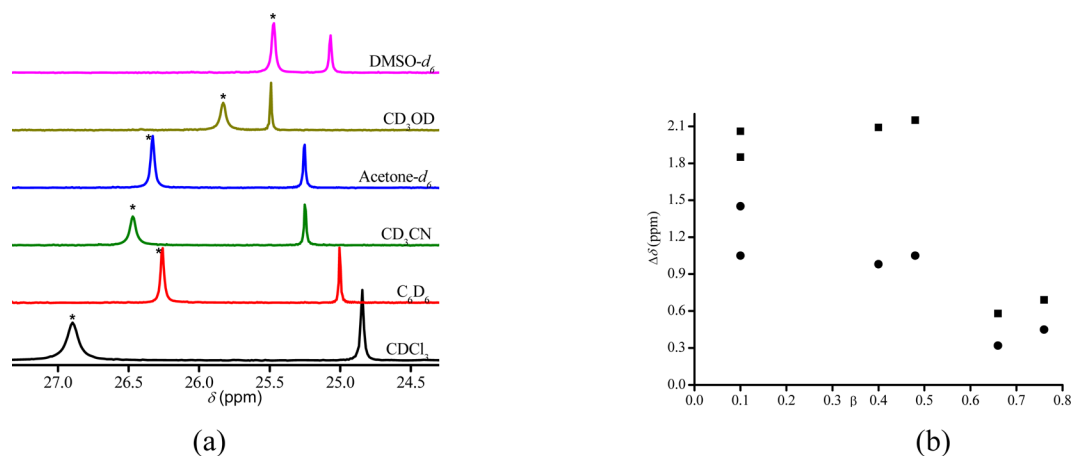 *
DMSO-d6
*
CD3OD
*
Acetone-d6
*
CD3CN
*
C6D6
*
CDCl3
27.0 26.5 26.0 25.5 25.0 24.5
δ (ppm)
(a)
Δδ (ppm)
2.1
1.8
1.5
1.2
0.9
0.6
0.3
0.0
0.0 0.1 0.2 0.3 β 0.4 0.5 0.6 0.7 0.8
(b)